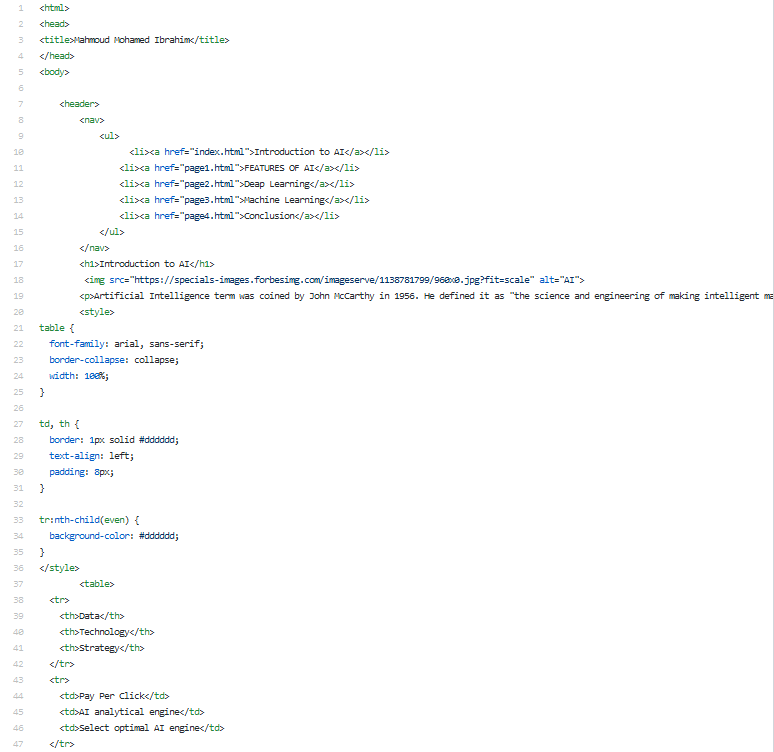 1 <html>
2 <head>
3 <title>Mahmoud Mohamed Ibrahim</title>
4 </head>
5 <body>
6
7 <header>
8 <nav>
9 <ul>
10 <li><a href="index.html">Introduction to AI</a></li>
11 <li><a href="page1.html">FEATURES OF AI</a></li>
12 <li><a href="page2.html">Deap Learning</a></li>
13 <li><a href="page3.html">Machine Learning</a></li>
14 <li><a href="page4.html">Conclusion</a></li>
15 </ul>
16 </nav>
17 <h1>Introduction to AI</h1>
18 <img src="https://specials-images.forbesimg.com/imageserve/1138781799/960x0.jpg?fit=scale" alt="AI">
19 <p>Artificial Intelligence term was coined by John McCarthy in 1956. He defined it as "the science and engineering of making intelligent ma
20 <style>
21 table {
22 font-family: arial, sans-serif;
23 border-collapse: collapse;
24 width: 100%;
25 }
26
27 td, th {
28 border: 1px solid #dddddd;
29 text-align: left;
30 padding: 8px;
31 }
32
33 tr:nth-child(even) {
34 background-color: #dddddd;
35 }
36 </style>
37 <table>
38 <tr>
39 <th>Data</th>
40 <th>Technology</th>
41 <th>Strategy</th>
42 </tr>
43 <tr>
44 <td>Pay Per Click</td>
45 <td>AI analytical engine</td>
46 <td>Select optimal AI engine</td>
47 </tr>